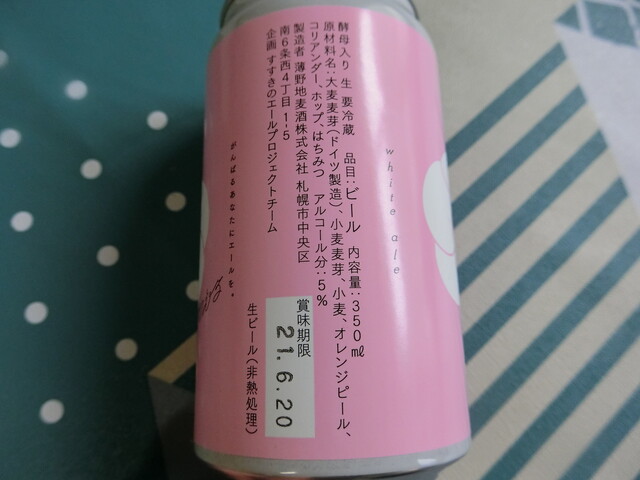 white ale
酵母入り 生 要冷蔵 品目:ビール 内容量:350㎖
原材料名:大麦麦芽(ドイツ製造)、小麦麦芽、小麦、オレンジピール、
コリアンダー、ホップ、はちみつ アルコール分:5%
製造者 薄野地麦酒株式会社 札幌市中央区
南6条西4丁目1-5
企画 すすきのエールプロジェクトチーム
賞味期限
21.6.20
生ビール(非熱処理)
がんばるあなたにエールを。